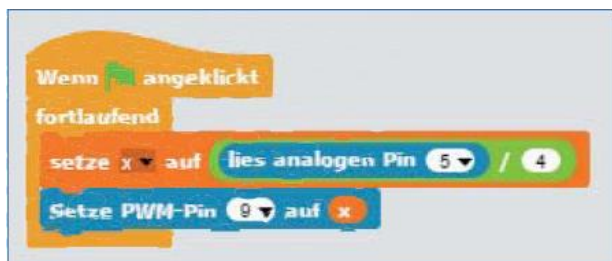 Wenn angeklickt
fortlaufend
setze x auf lies analogen Pin 5 / 4
Setze PWM-Pin 9 auf x